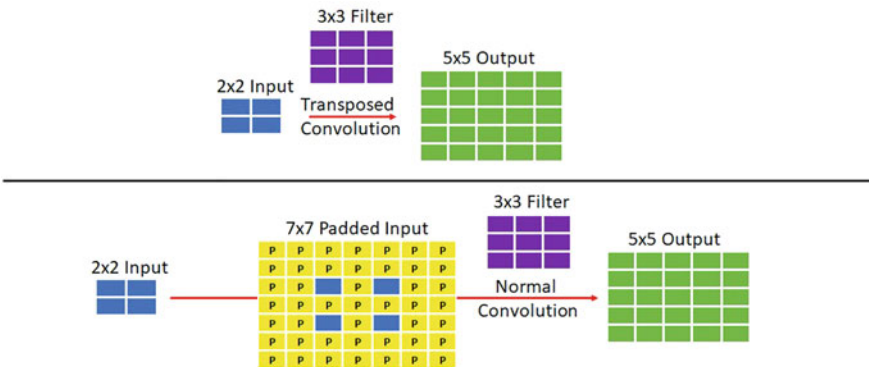 3x3 Filter
5x5 Output
2x2 Input
Transposed
Convolution
3x3 Filter
7x7 Padded Input
5x5 Output
2x2 Input
P P P P P P P
P P P P P P P
P P P P P
P P P P P P P
P P P P P
P P P P P P P
P P P P P P P
Normal
Convolution